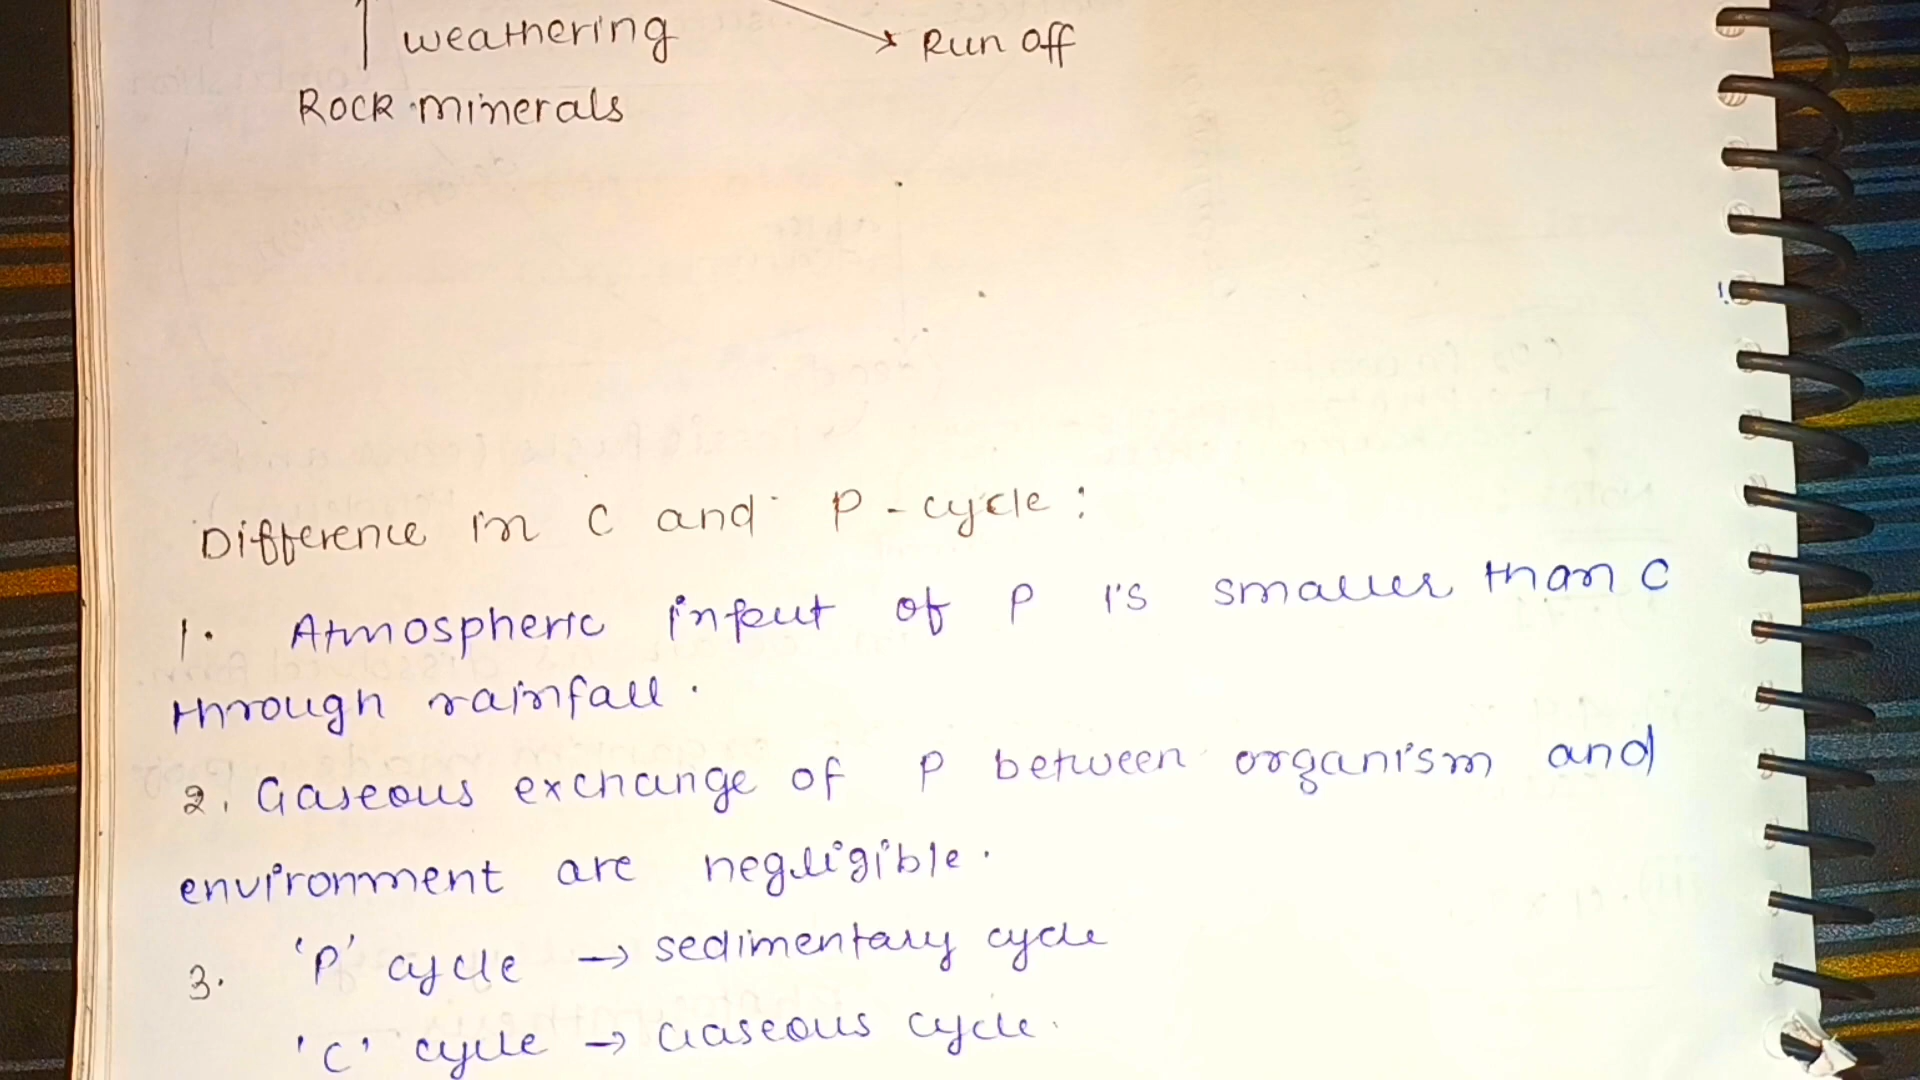 weathering
Run off
Rock minerals
Difference in C and P - cycle :
1. Atmospheric input of P is smaller than C
through rainfall.
2. Gaseous exchange of P between organism and
environment are negligible.
3. 'P' cycle → sedimentary cycle
'C' cycle → Gaseous cycle.